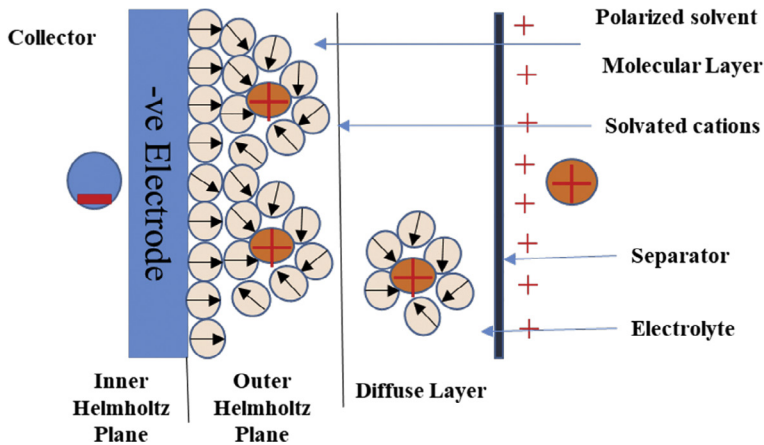 Polarized solvent
Collector
Molecular Layer
-ve Electrode
Solvated cations
Separator
Electrolyte
Inner
Helmholtz
Plane
Outer
Helmholtz
Plane
Diffuse Layer